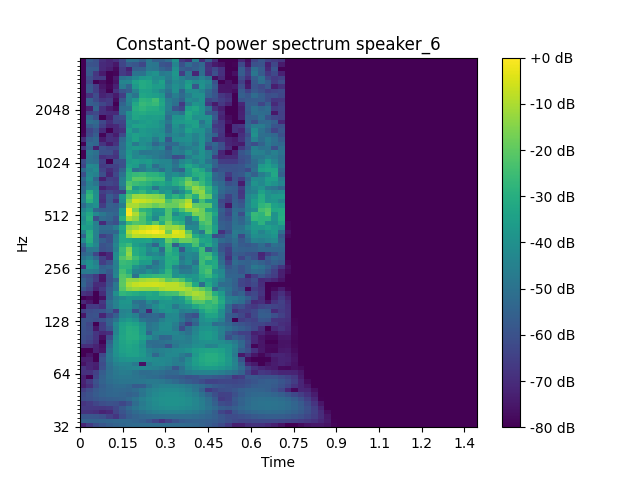 Constant-Q power spectrum speaker_6
Hz
2048
1024
512
256
128
64
32
0 0.15 0.3 0.45 0.6 0.75 0.9 1.1 1.2 1.4
Time
+0 dB
-10 dB
-20 dB
-30 dB
-40 dB
-50 dB
-60 dB
-70 dB
-80 dB